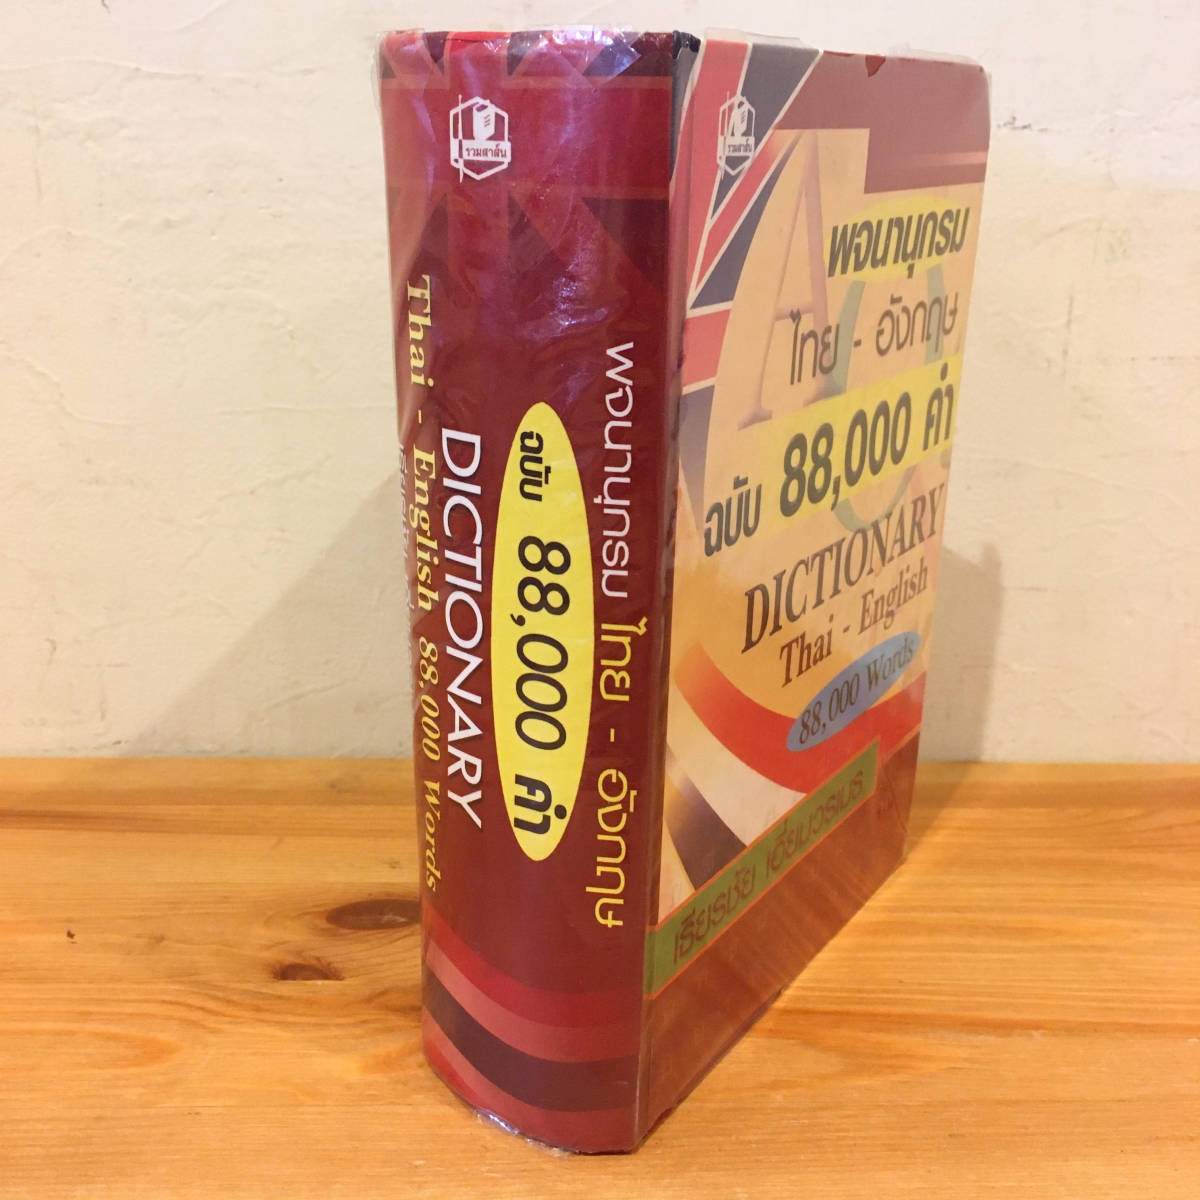 รวมสาส์น
พจนานุกรม ไทย - อังกฤษ
ฉบับ 88,000 คำ
DICTIONARY
Thai - English 88,000 Words
รวมสาส์น
พจนานุกรม
ไทย - อังกฤษ
ฉบับ 88,000 คำ
DICTIONARY
Thai - English
88,000 Words
เธียรชัย เอี่ยมวรเมธ